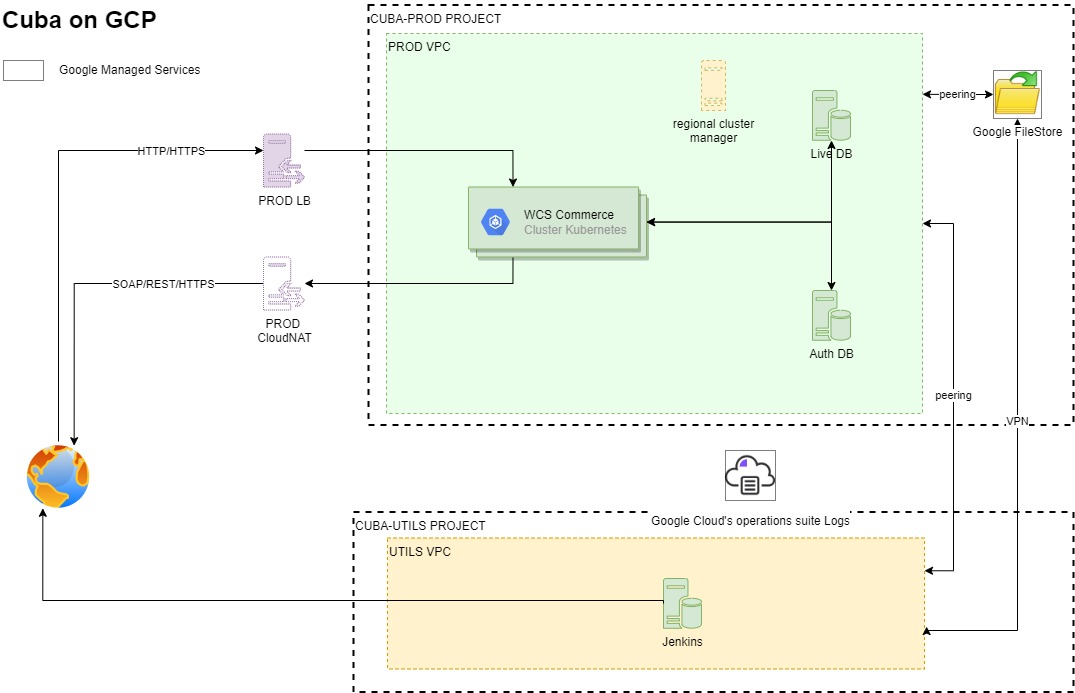 Cuba on GCP
Google Managed Services
CUBA-PROD PROJECT
PROD VPC
regional cluster
manager
Live DB
peering
Google FileStore
HTTP/HTTPS
PROD LB
WCS Commerce
Cluster Kubernetes
SOAP/REST/HTTPS
PROD
CloudNAT
Auth DB
peering
VPN
Google Cloud's operations suite Logs
CUBA-UTILS PROJECT
UTILS VPC
Jenkins